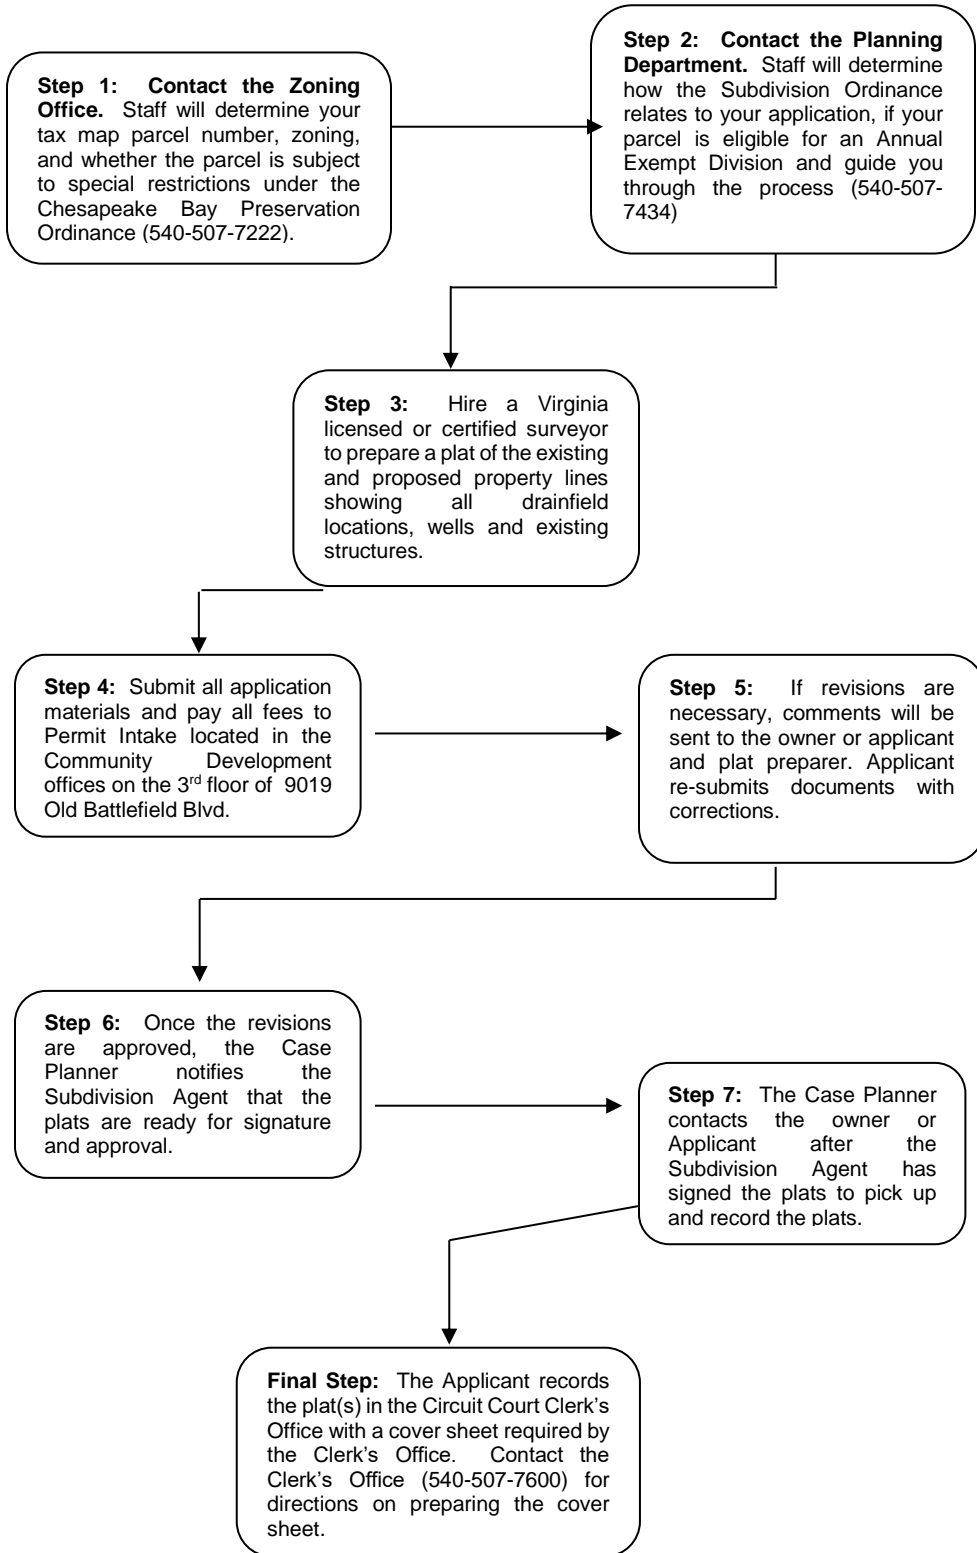 Step 1: Contact the Zoning
Office. Staff will determine your
tax map parcel number, zoning,
and whether the parcel is subject
to special restrictions under the
Chesapeake Bay Preservation
Ordinance (540-507-7222).
Step 2: Contact the Planning
Department. Staff will determine
how the Subdivision Ordinance
relates to your application, if your
parcel is eligible for an Annual
Exempt Division and guide you
through the process (540-507-
7434)
Step 3: Hire a Virginia
licensed or certified surveyor
to prepare a plat of the existing
and proposed property lines
showing all drainfield
locations, wells and existing
structures.
Step 4: Submit all application
materials and pay all fees to
Permit Intake located in the
Community Development
offices on the 3rd floor of 9019
Old Battlefield Blvd.
Step 5: If revisions are
necessary, comments will be
sent to the owner or applicant
and plat preparer. Applicant
re-submits documents with
corrections.
Step 6: Once the revisions
are approved, the Case
Planner notifies the
Subdivision Agent that the
plats are ready for signature
and approval.
Step 7: The Case Planner
contacts the owner or
Applicant after the
Subdivision Agent has
signed the plats to pick up
and record the plats.
Final Step: The Applicant records
the plat(s) in the Circuit Court Clerk's
Office with a cover sheet required by
the Clerk's Office. Contact the
Clerk's Office (540-507-7600) for
directions on preparing the cover
sheet.